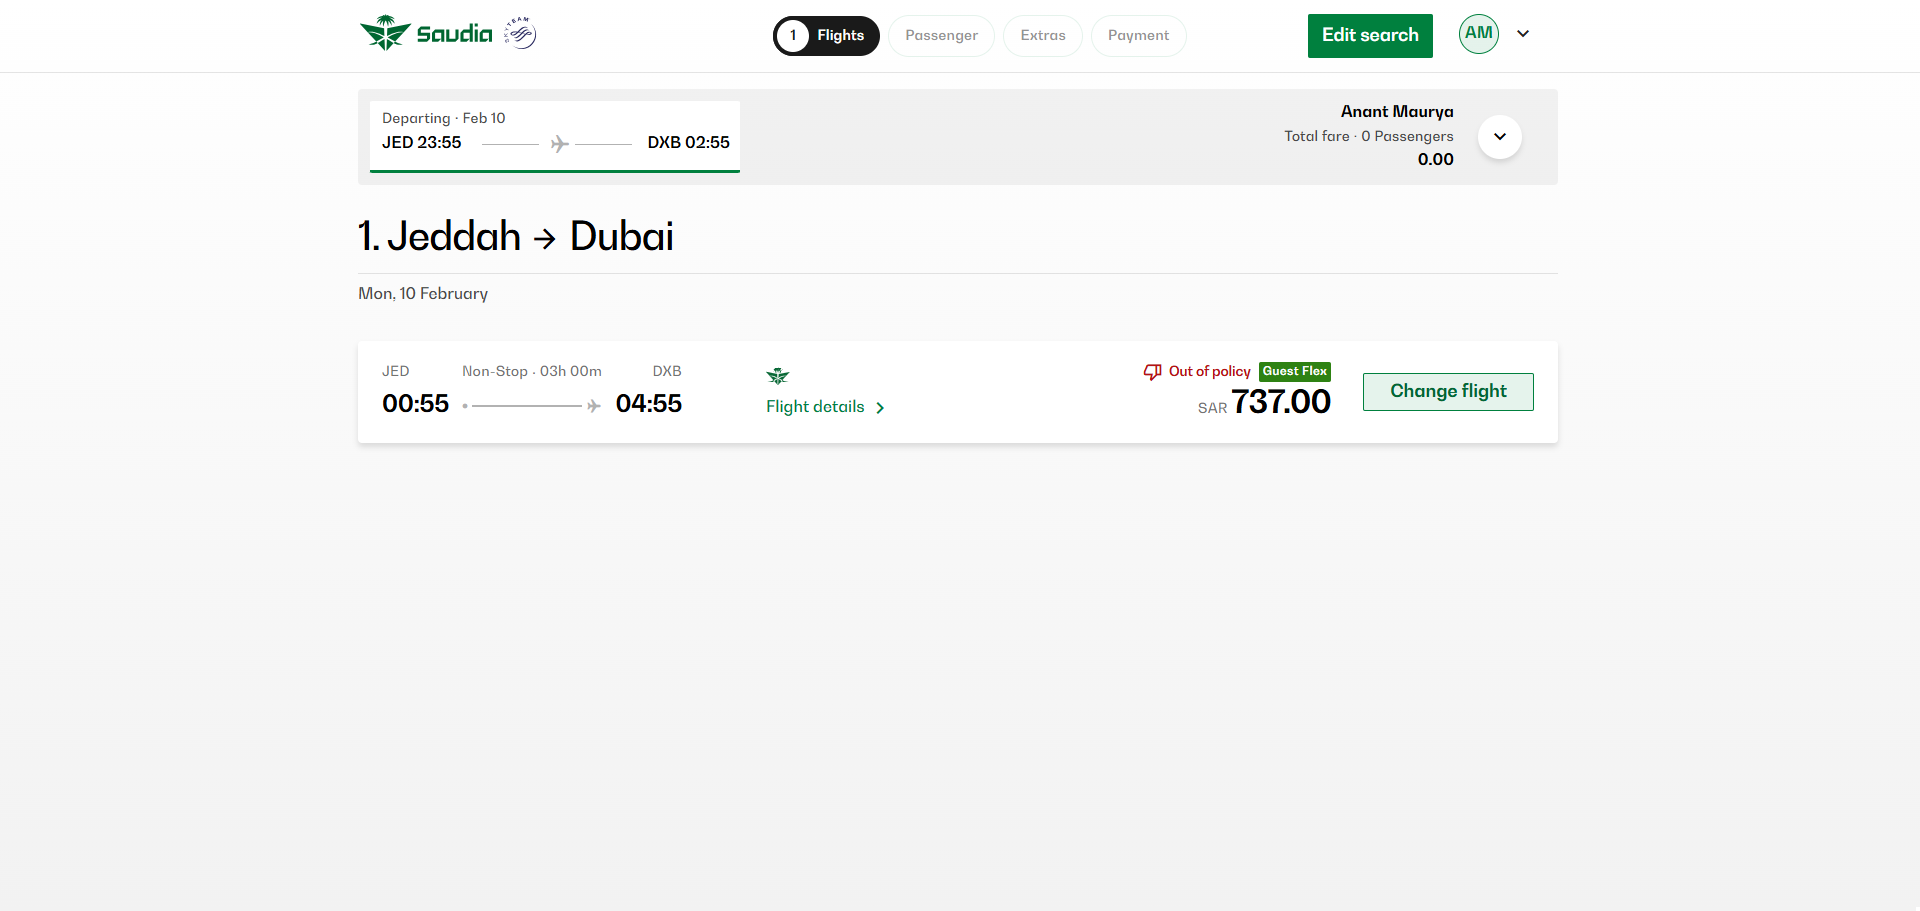 Saudia
SKYTEAM
1 Flights
Passenger
Extras
Payment
Edit search
AM
Departing · Feb 10
JED 23:55
DXB 02:55
Anant Maurya
Total fare · 0 Passengers
0.00
1. Jeddah → Dubai
Mon, 10 February
JED Non-Stop · 03h 00m DXB
00:55 04:55
Flight details
Out of policy Guest Flex
SAR 737.00
Change flight